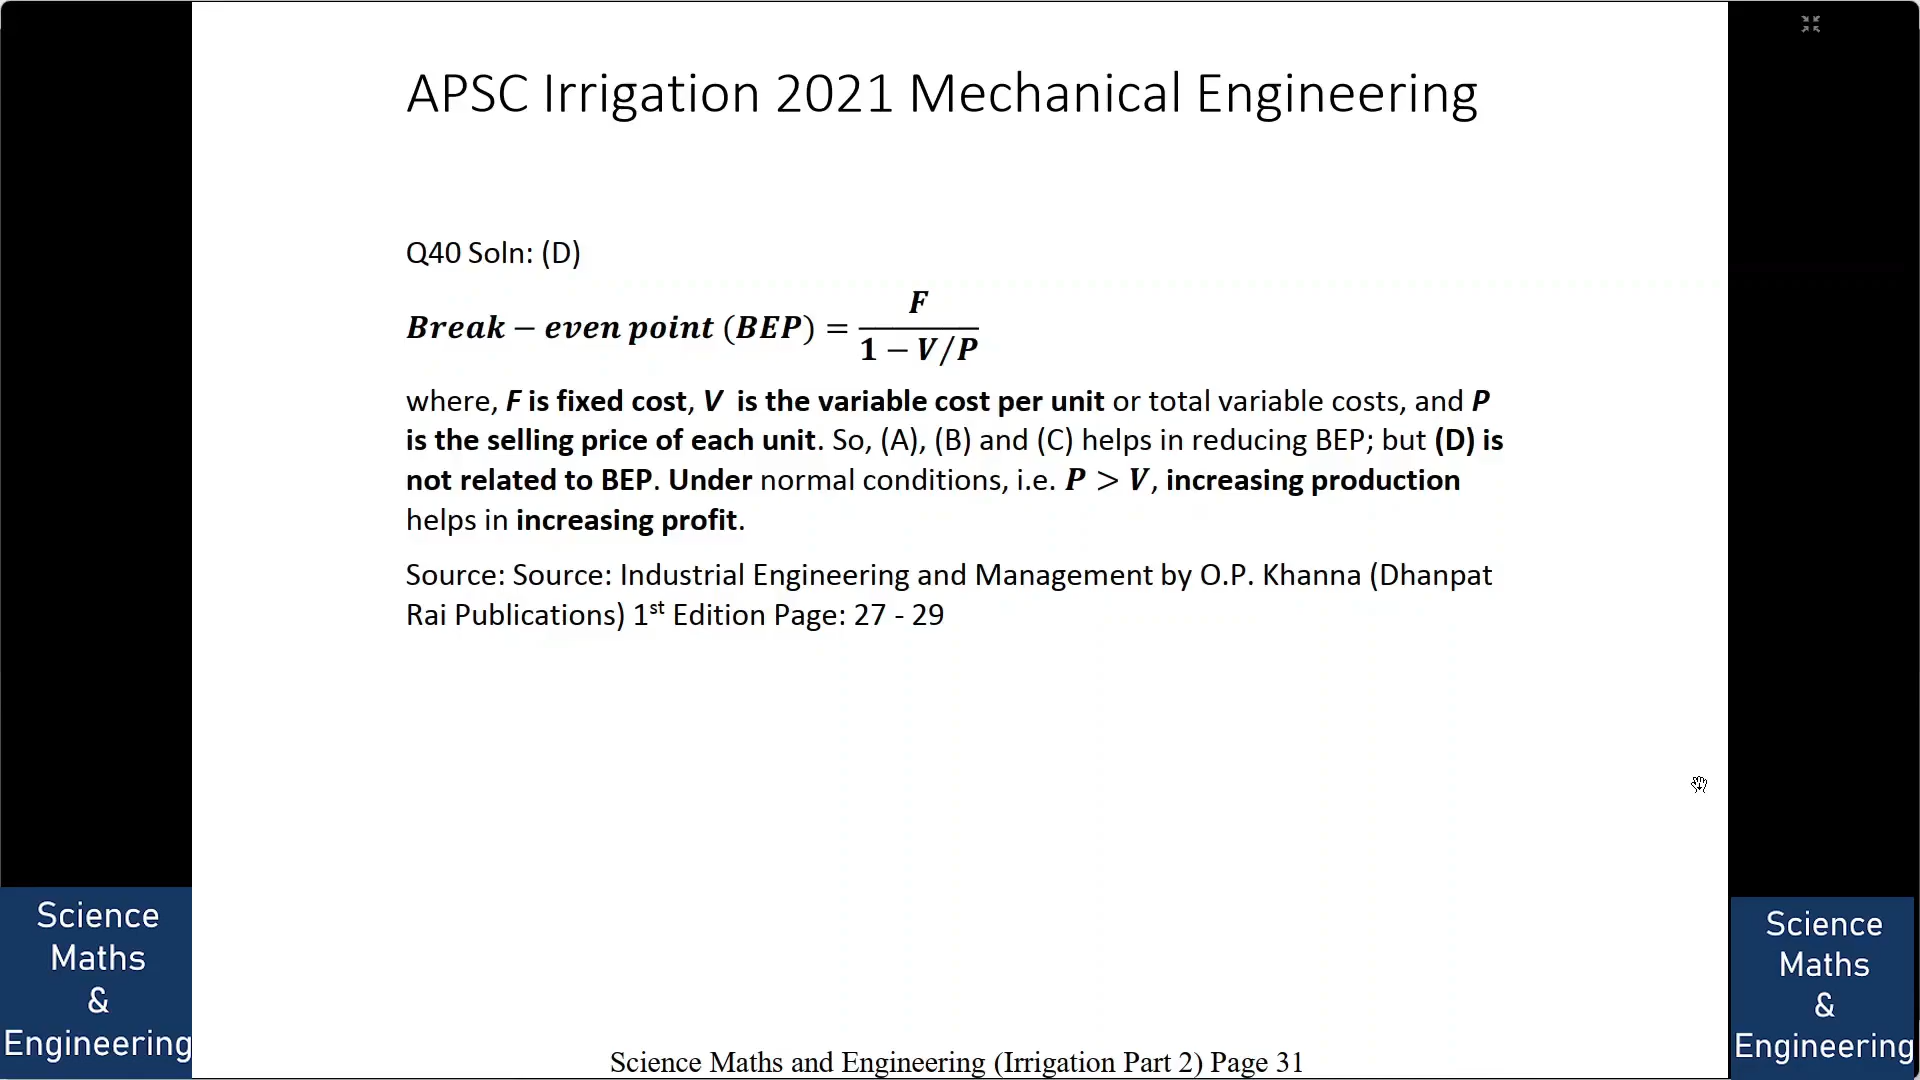 APSC Irrigation 2021 Mechanical Engineering
Q40 Soln: (D)
Break − even point (BEP) = F / (1 − V/P)
where, F is fixed cost, V is the variable cost per unit or total variable costs, and P
is the selling price of each unit. So, (A), (B) and (C) helps in reducing BEP; but (D) is
not related to BEP. Under normal conditions, i.e. P > V, increasing production
helps in increasing profit.
Source: Source: Industrial Engineering and Management by O.P. Khanna (Dhanpat
Rai Publications) 1st Edition Page: 27 - 29
Science
Maths
&
Engineering
Science
Maths
&
Engineering
Science Maths and Engineering (Irrigation Part 2) Page 31